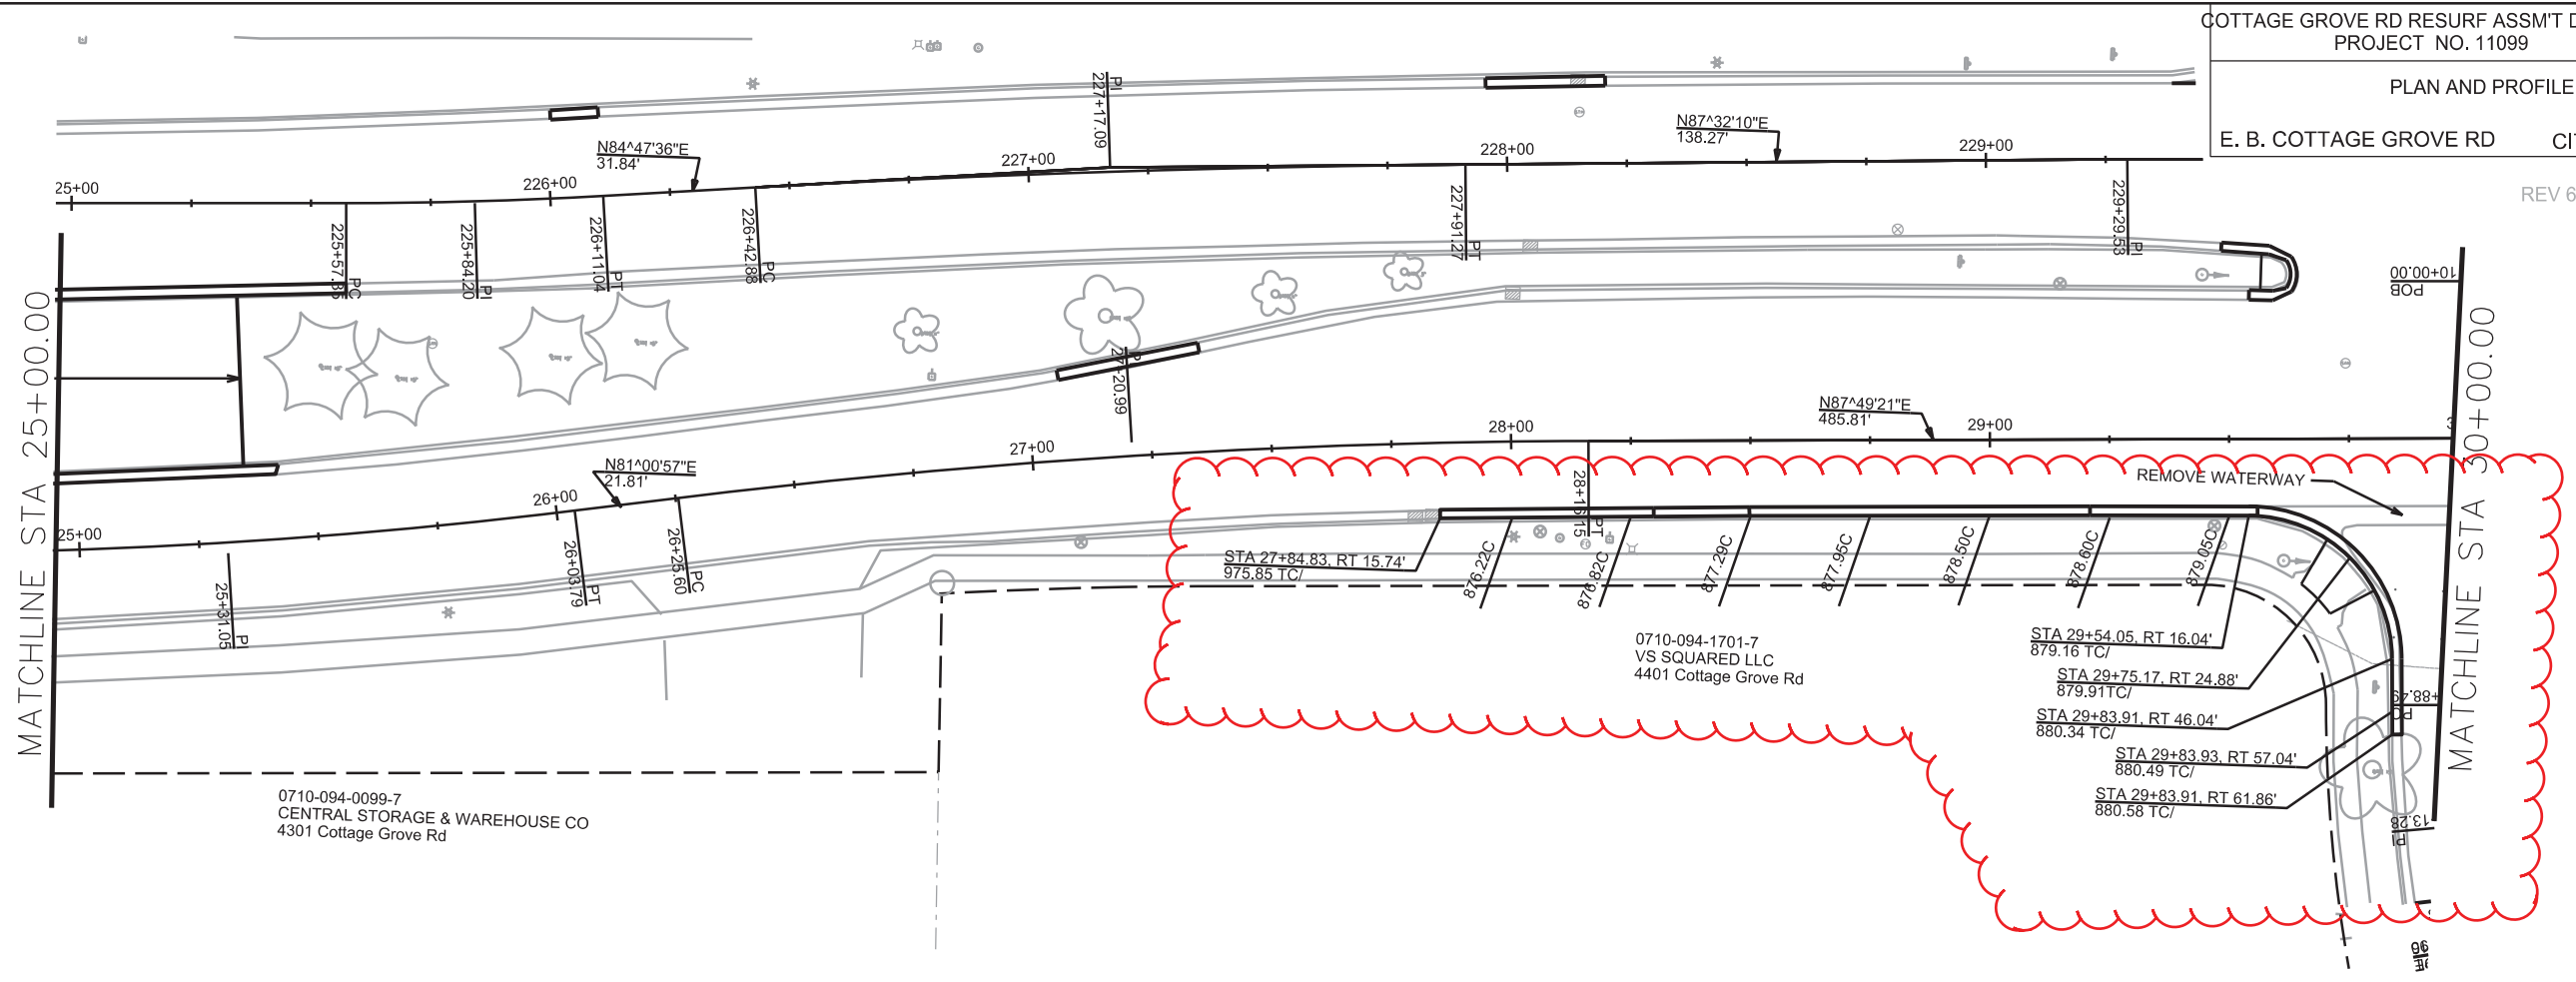 COTTAGE GROVE RD RESURF ASSM'T D
PROJECT NO. 11099
PLAN AND PROFILE
E. B. COTTAGE GROVE RD CI
REV 6
227+17.09 PI
N87^32'10"E
138.27'
N84^47'36"E
31.84'
25+00
226+00
227+00
228+00
229+00
PC
225+84.20 PI
226+11.04 PT
226+42.88 PC
227+91.27 PT
229+29.53 PI
10+00.00
POB
MATCHLINE STA 25+00.00
MATCHLINE STA 30+00.00
N87^49'21"E
485.81'
N81^00'57"E
21.81'
25+00
26+00
27+00
28+00
29+00
25+31.05 PI
26+03.79 PT
26+25.60 PC
PT
REMOVE WATERWAY
STA 27+84.83, RT 15.74'
975.85 TC/
876.22C
876.82C
877.29C
877.95C
878.50C
878.60C
879.05C
0710-094-1701-7
VS SQUARED LLC
4401 Cottage Grove Rd
STA 29+54.05, RT 16.04'
879.16 TC/
STA 29+75.17, RT 24.88'
879.91TC/
STA 29+83.91, RT 46.04'
880.34 TC/
STA 29+83.93, RT 57.04'
880.49 TC/
STA 29+83.91, RT 61.86'
880.58 TC/
+88.49
PC
13.28
PI
0710-094-0099-7
CENTRAL STORAGE & WAREHOUSE CO
4301 Cottage Grove Rd